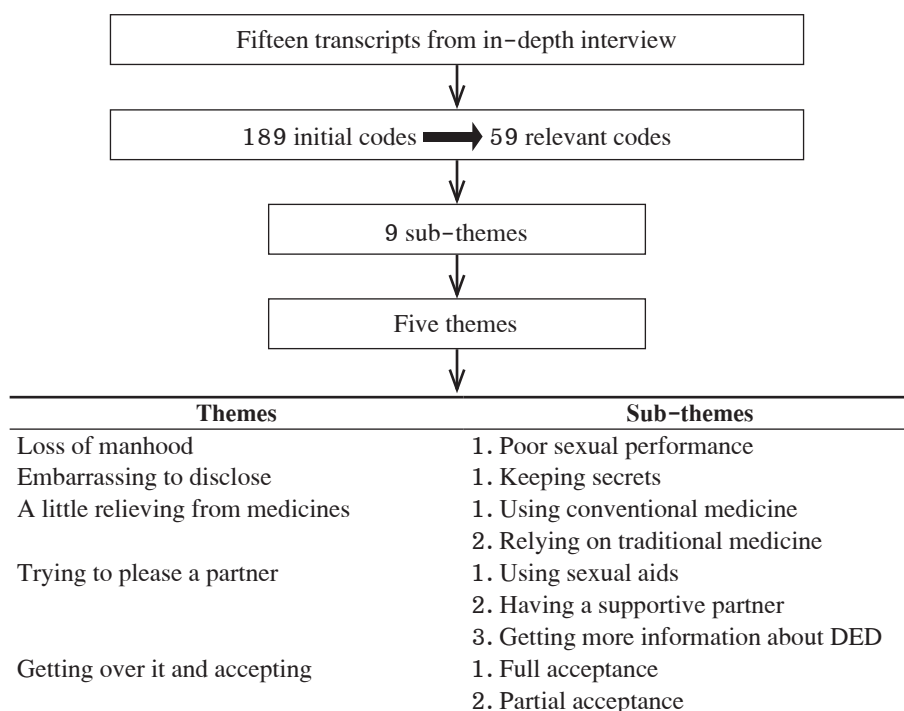 Fifteen transcripts from in-depth interview
189 initial codes 59 relevant codes
9 sub-themes
Five themes
Themes Sub-themes
Loss of manhood 1. Poor sexual performance
Embarrassing to disclose 1. Keeping secrets
A little relieving from medicines 1. Using conventional medicine
2. Relying on traditional medicine
Trying to please a partner 1. Using sexual aids
2. Having a supportive partner
3. Getting more information about DED
Getting over it and accepting 1. Full acceptance
2. Partial acceptance